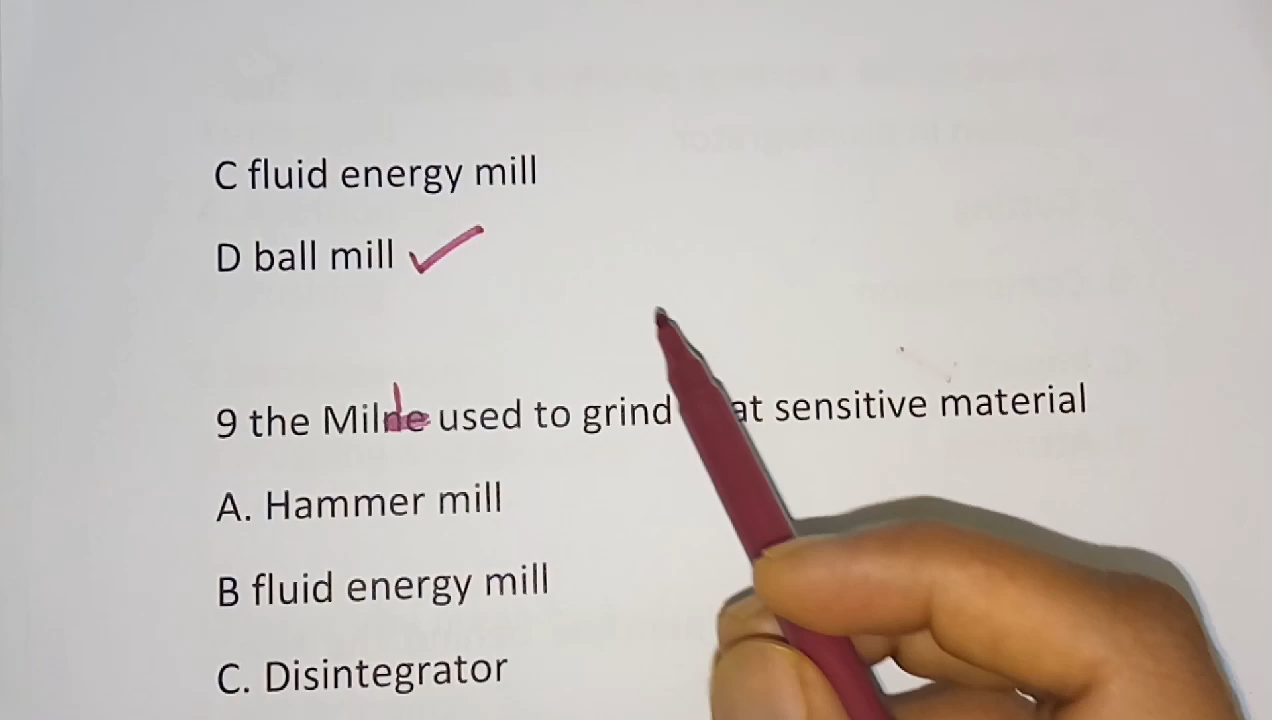 C fluid energy mill
D ball mill
9 the Mil used to grind at sensitive material
A. Hammer mill
B fluid energy mill
C. Disintegrator